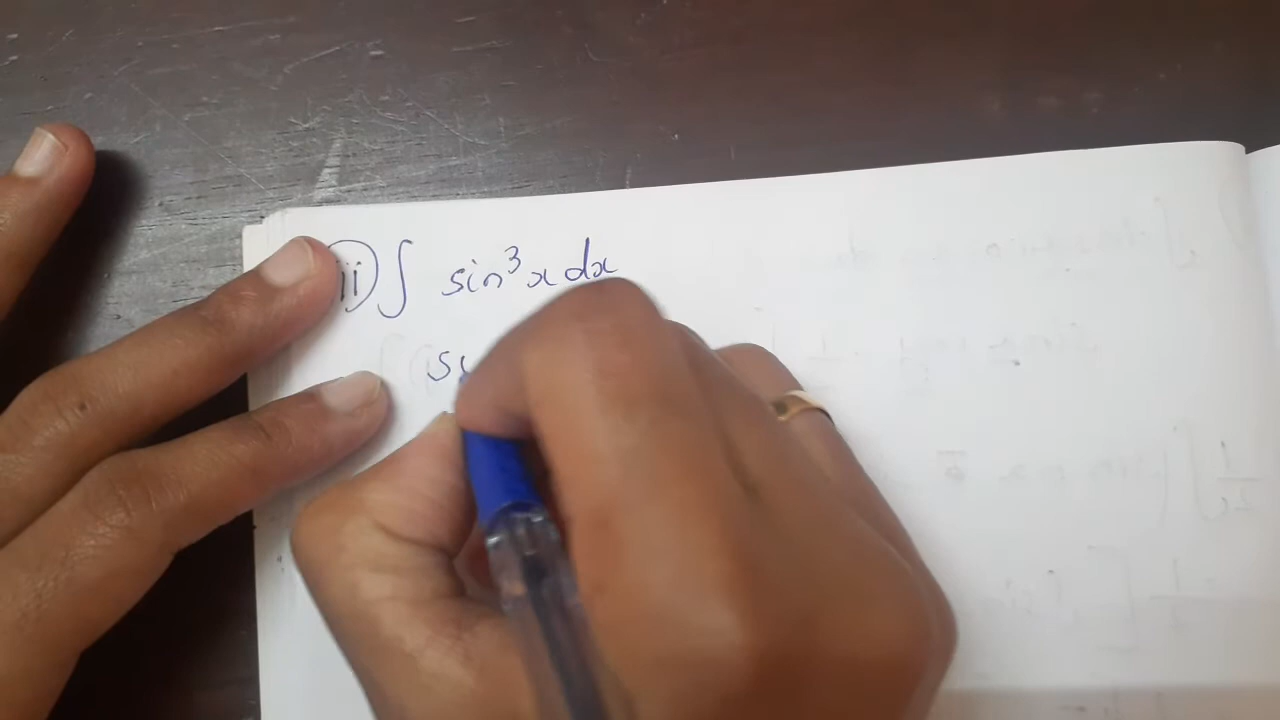 ii) ∫ sin³x dx